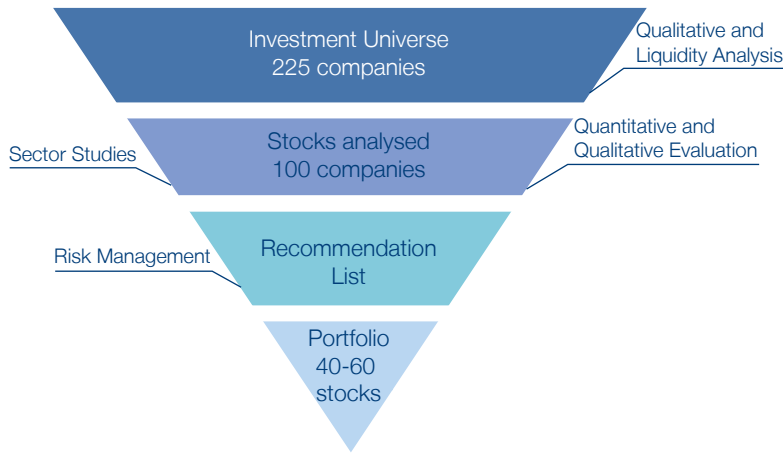 Investment Universe
225 companies
Qualitative and
Liquidity Analysis
Stocks analysed
100 companies
Quantitative and
Qualitative Evaluation
Sector Studies
Recommendation
List
Risk Management
Portfolio
40-60
stocks